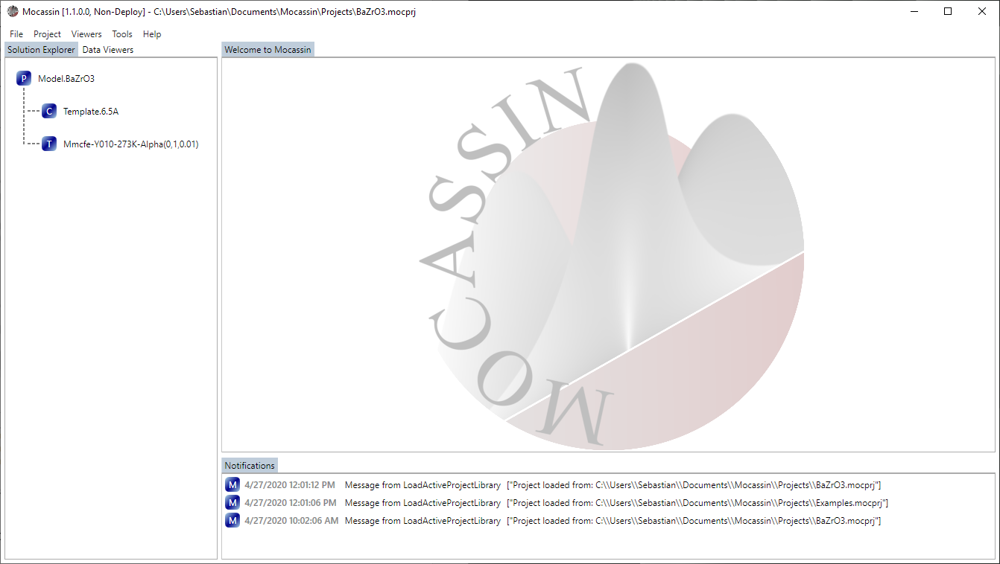 Mocassin [1.1.0.0, Non-Deploy] - C:\Users\Sebastian\Documents\Mocassin\Projects\BaZrO3.mocprj
File Project Viewers Tools Help
Solution Explorer Data Viewers
P Model.BaZrO3
C Template.6.5A
T Mmcfe-Y010-273K-Alpha(0,1,0.01)
Welcome to Mocassin
MOCASSIN
Notifications
M 4/27/2020 12:01:12 PM Message from LoadActiveProjectLibrary ["Project loaded from: C:\\Users\\Sebastian\\Documents\\Mocassin\\Projects\\BaZrO3.mocprj"]
M 4/27/2020 12:01:06 PM Message from LoadActiveProjectLibrary ["Project loaded from: C:\\Users\\Sebastian\\Documents\\Mocassin\\Projects\\Examples.mocprj"]
M 4/27/2020 10:02:06 AM Message from LoadActiveProjectLibrary ["Project loaded from: C:\\Users\\Sebastian\\Documents\\Mocassin\\Projects\\BaZrO3.mocprj"]